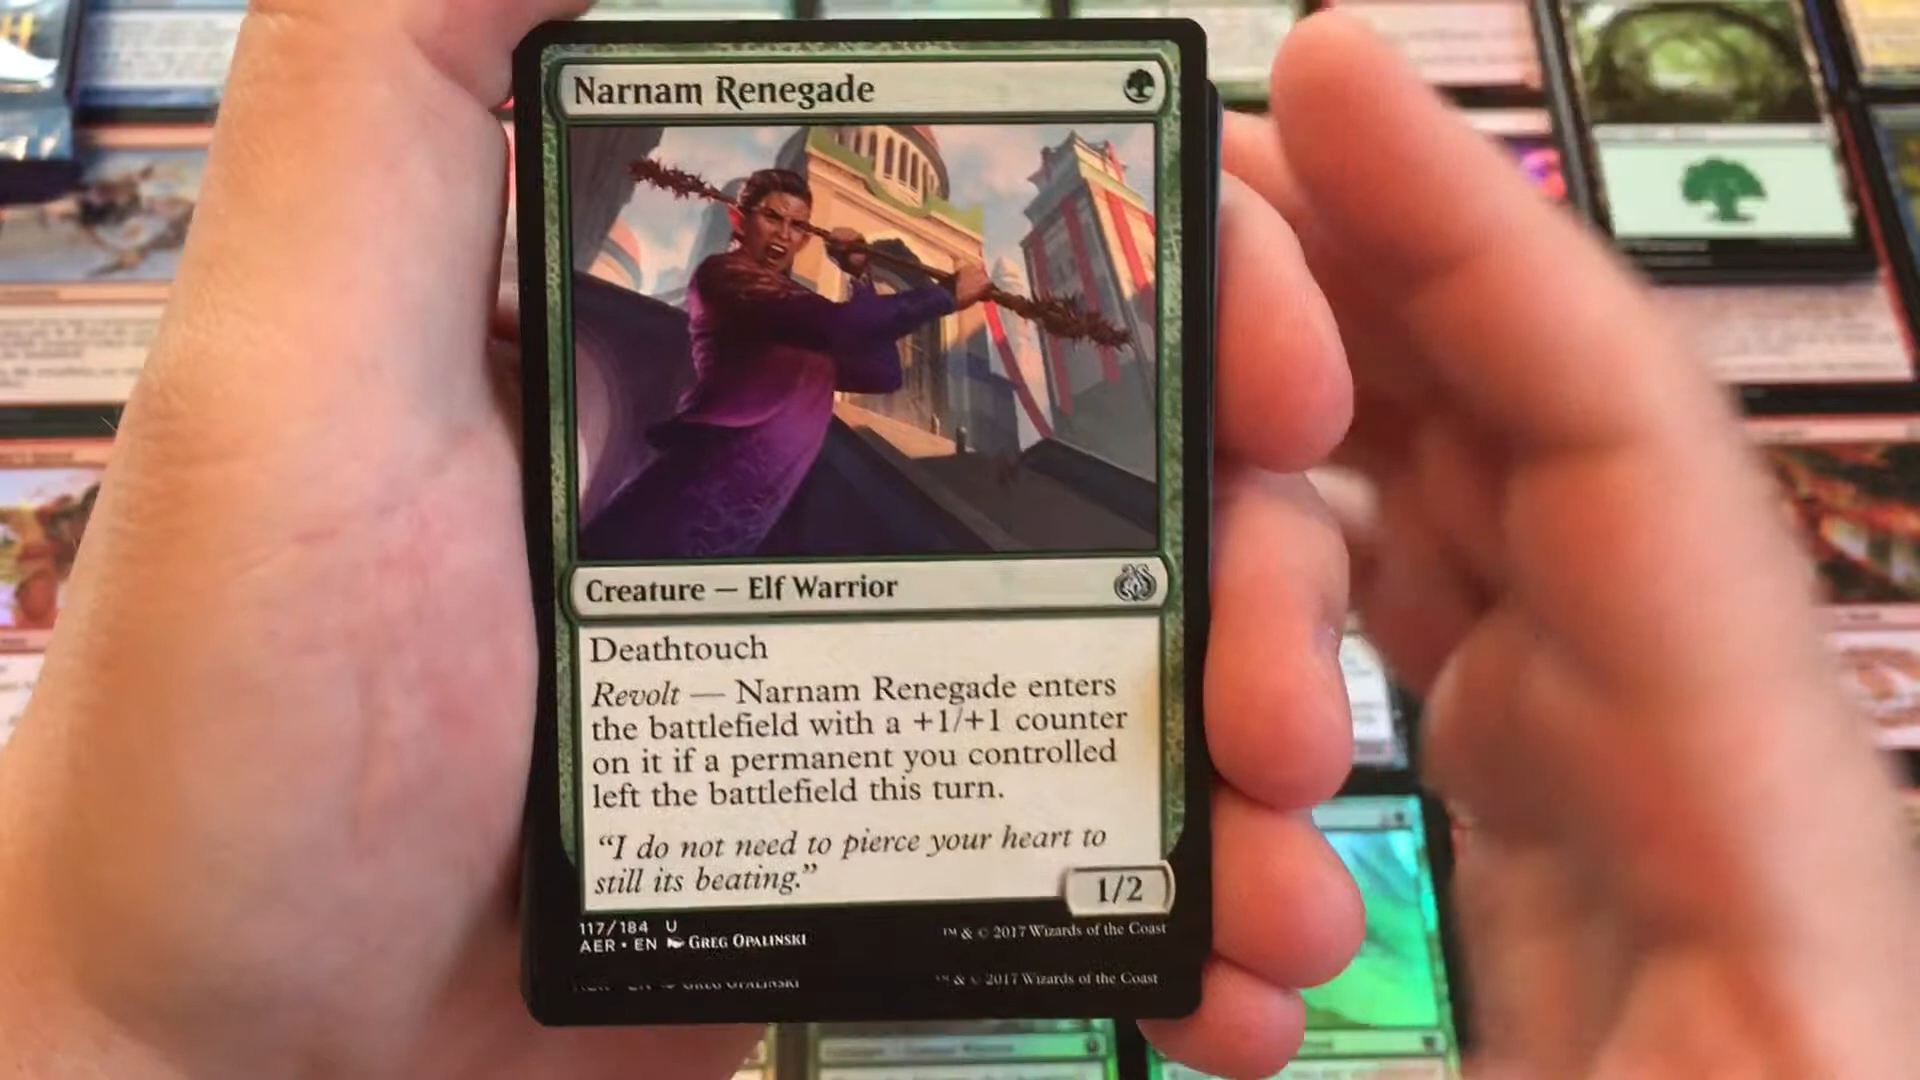 Narnam Renegade
Creature — Elf Warrior
Deathtouch
Revolt — Narnam Renegade enters
the battlefield with a +1/+1 counter
on it if a permanent you controlled
left the battlefield this turn.
“I do not need to pierce your heart to
still its beating.”
1/2
117/184 U
AER • EN Greg Opalinski
™ & © 2017 Wizards of the Coast
™ & © 2017 Wizards of the Coast